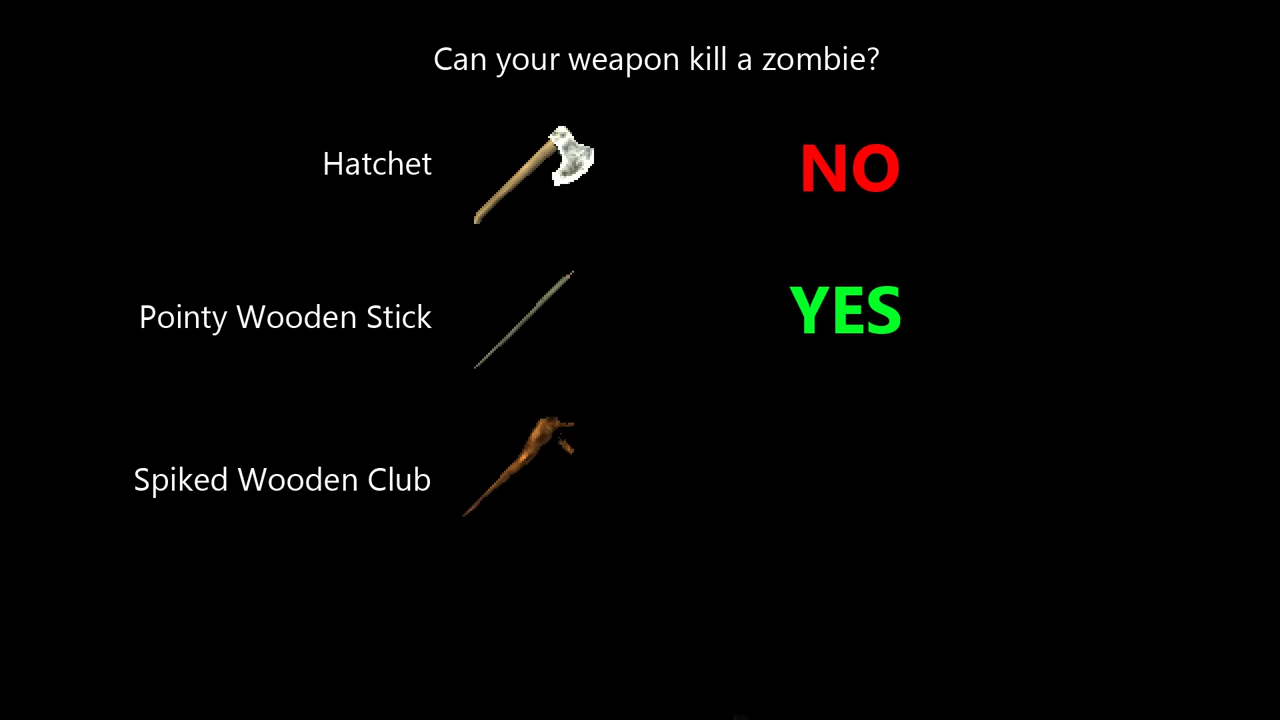 Can your weapon kill a zombie?
Hatchet
NO
Pointy Wooden Stick
YES
Spiked Wooden Club